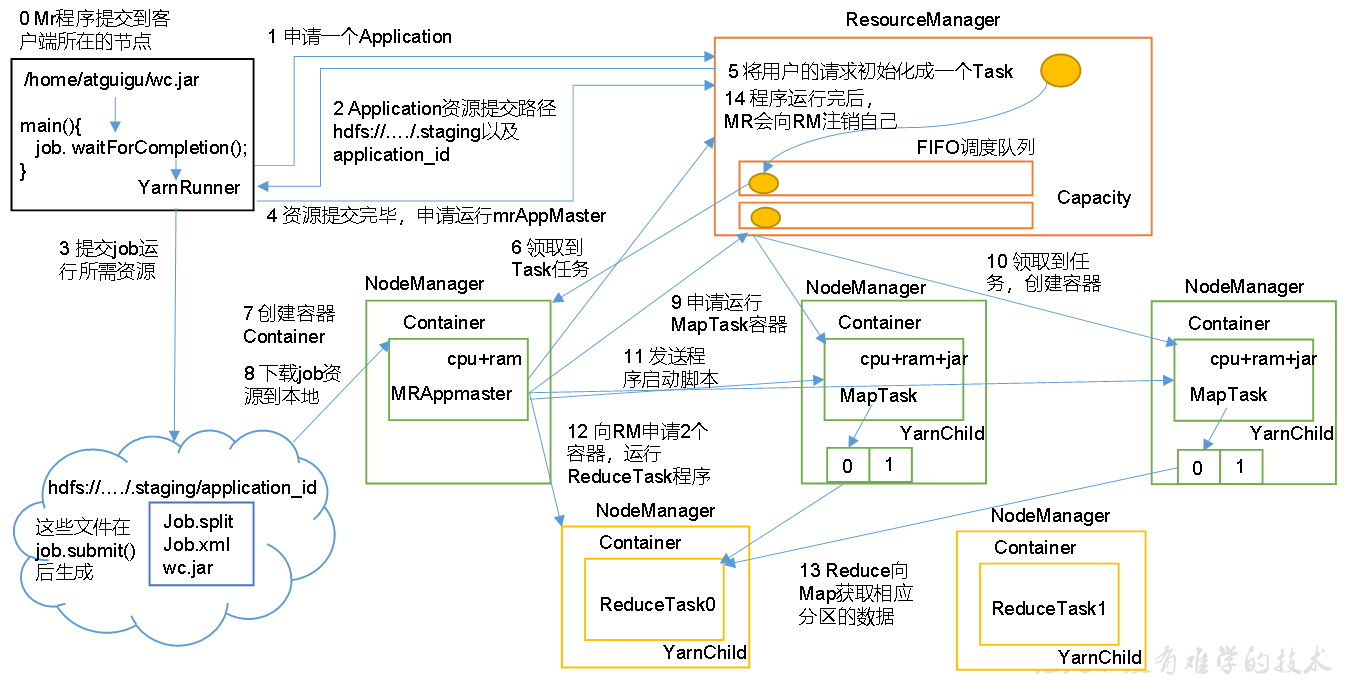 0 Mr程序提交到客
户端所在的节点
/home/atguigu/wc.jar
main(){
job. waitForCompletion();
}
YarnRunner
1 申请一个Application
2 Application资源提交路径
hdfs://…./.staging以及
application_id
4 资源提交完毕，申请运行mrAppMaster
ResourceManager
5 将用户的请求初始化成一个Task
14 程序运行完后，
MR会向RM注销自己
FIFO调度队列
Capacity
3 提交job运
行所需资源
6 领取到
Task任务
7 创建容器
Container
8 下载job资
源到本地
NodeManager
Container
cpu+ram
MRAppmaster
9 申请运行
MapTask容器
11 发送程
序启动脚本
10 领取到任
务，创建容器
NodeManager
Container
cpu+ram+jar
MapTask
YarnChild
0
1
NodeManager
Container
cpu+ram+jar
MapTask
YarnChild
0
1
12 向RM申请2个
容器，运行
ReduceTask程序
hdfs://…./.staging/application_id
这些文件在
job.submit()
后生成
Job.split
Job.xml
wc.jar
NodeManager
Container
ReduceTask0
YarnChild
13 Reduce向
Map获取相应
分区的数据
NodeManager
Container
ReduceTask1
YarnChild
有难学的技术